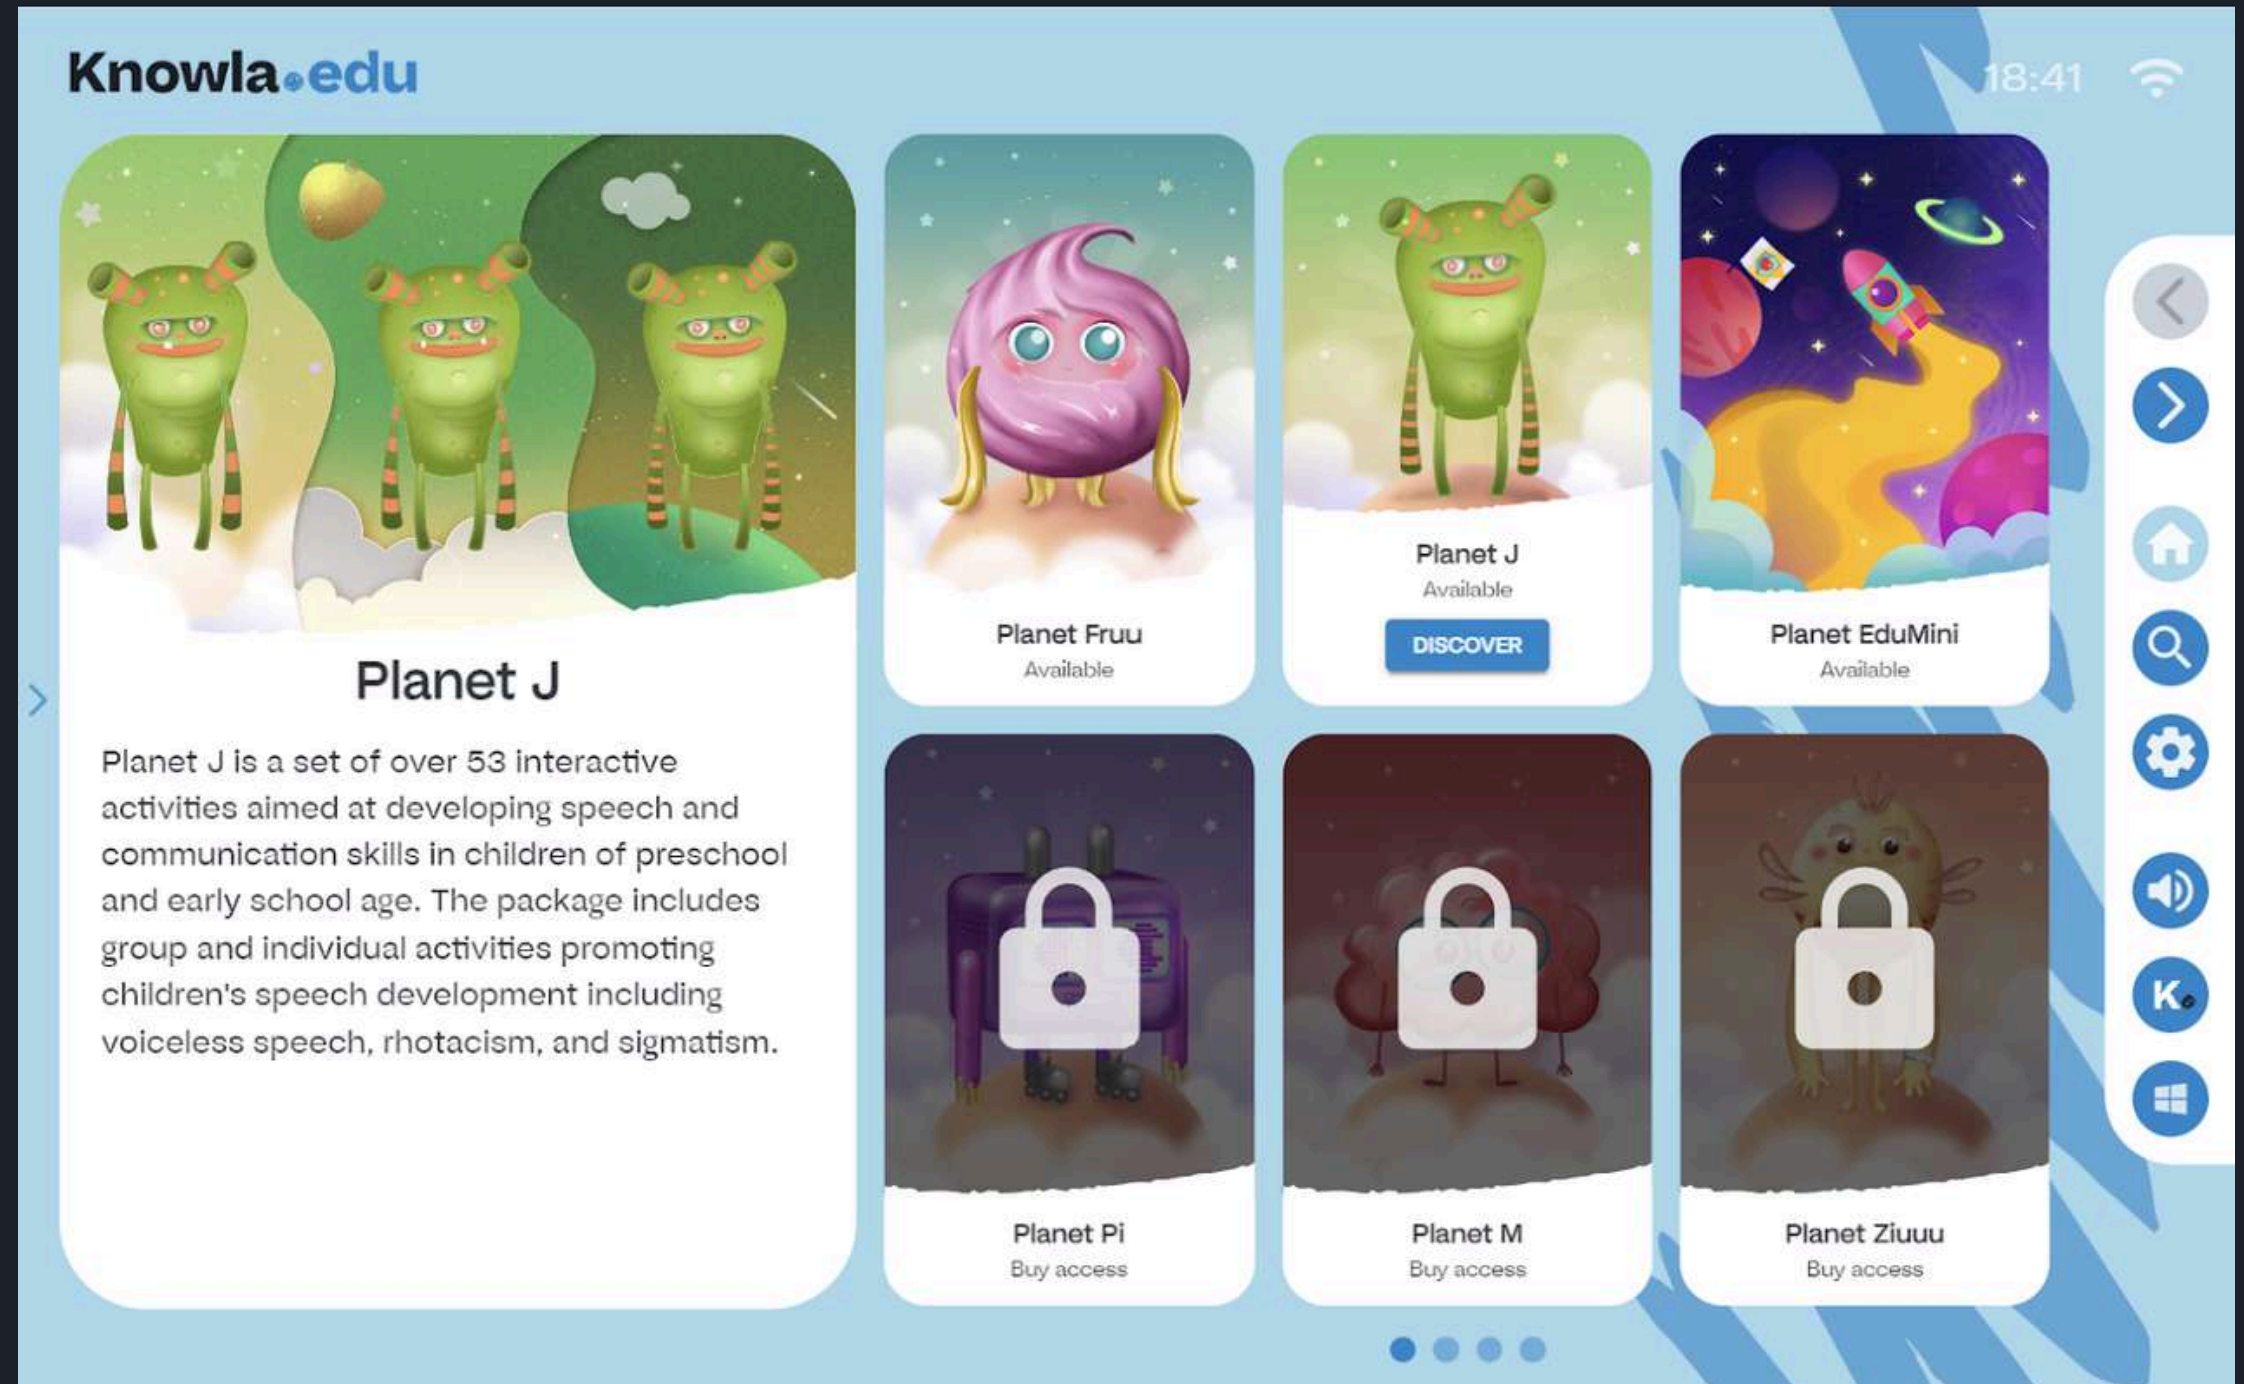 Knowla.edu
18:41
Planet J
Planet J is a set of over 53 interactive
activities aimed at developing speech and
communication skills in children of preschool
and early school age. The package includes
group and individual activities promoting
children's speech development including
voiceless speech, rhotacism, and sigmatism.
Planet Fruu
Available
Planet J
Available
DISCOVER
Planet EduMini
Available
Planet Pi
Buy access
Planet M
Buy access
Planet Ziuuu
Buy access
K